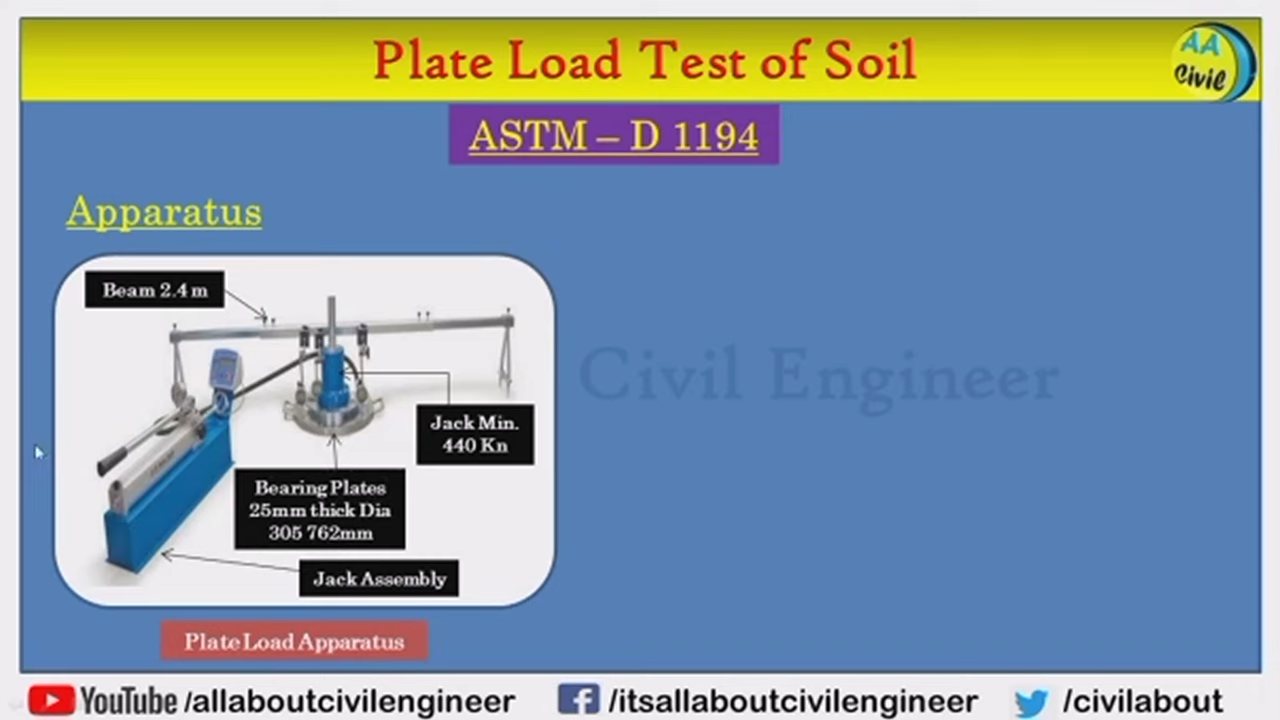 Plate Load Test of Soil
AA
Civil
ASTM – D 1194
Apparatus
Beam 2.4 m
Jack Min.
440 Kn
Bearing Plates
25mm thick Dia
305 762mm
Jack Assembly
Plate Load Apparatus
Civil Engineer
YouTube /allaboutcivilengineer
/itsallaboutcivilengineer
/civilabout